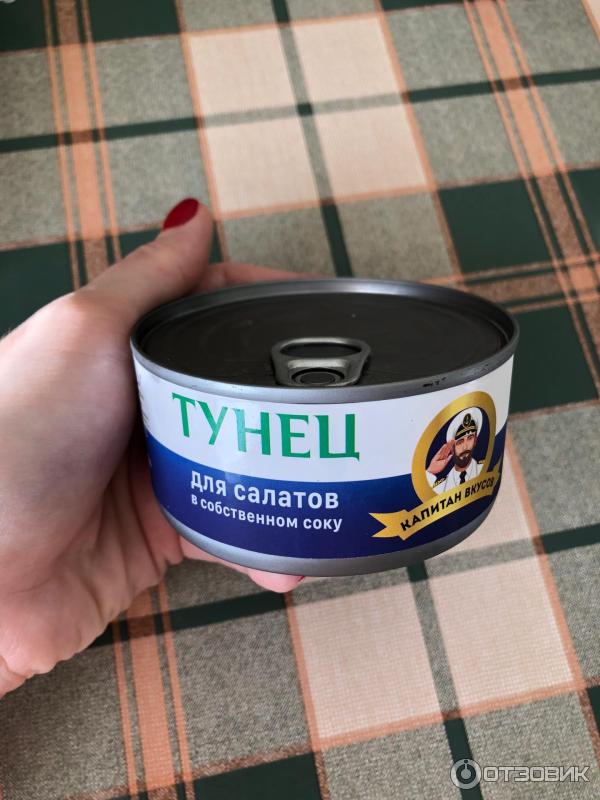 ТУНЕЦ
для салатов
в собственном соку
КАПИТАН ВКУСОВ
ОТЗОВИК